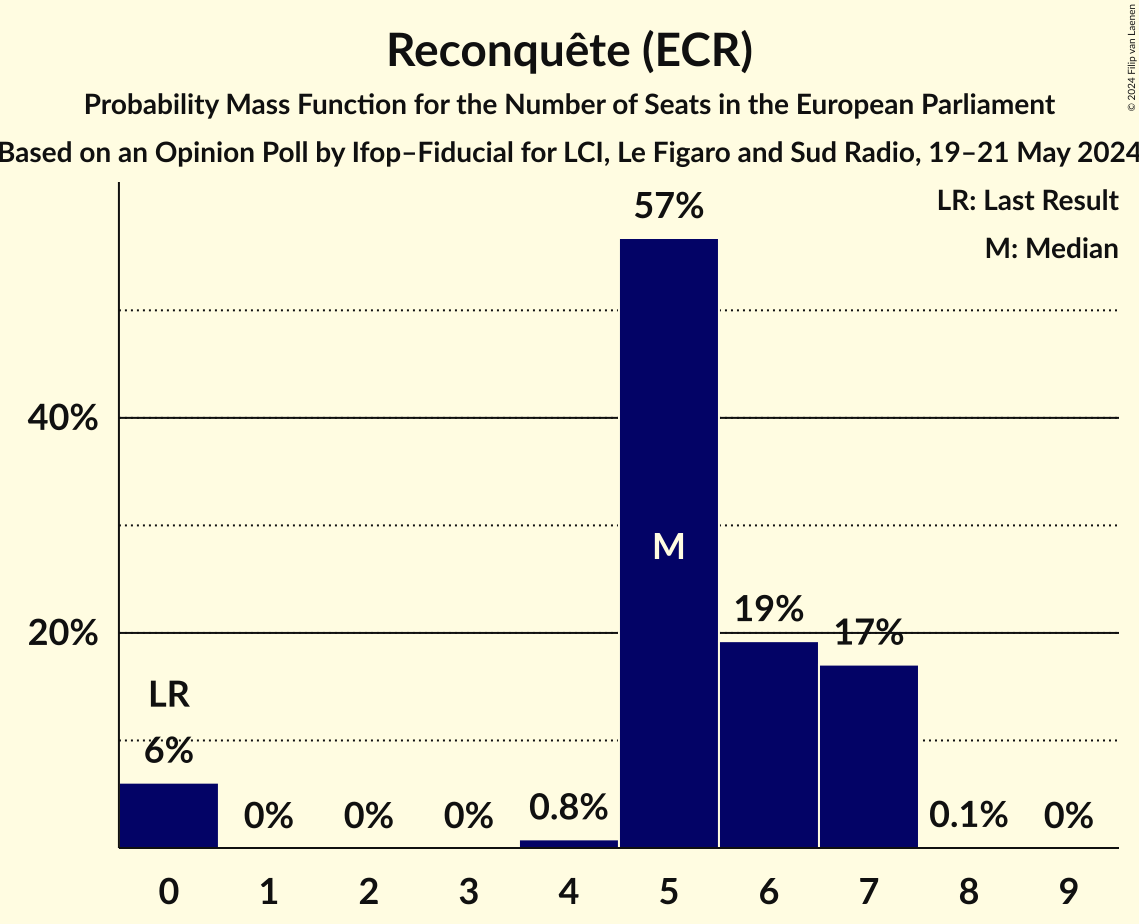 Reconquête (ECR)
Probability Mass Function for the Number of Seats in the European Parliament
Based on an Opinion Poll by Ifop–Fiducial for LCI, Le Figaro and Sud Radio, 19–21 May 2024
© 2024 Filip van Laenen
LR: Last Result
M: Median
57%
40%
M
19%
20%
17%
LR
6%
0%
0%
0%
0.8%
0.1%
0%
0 1 2 3 4 5 6 7 8 9